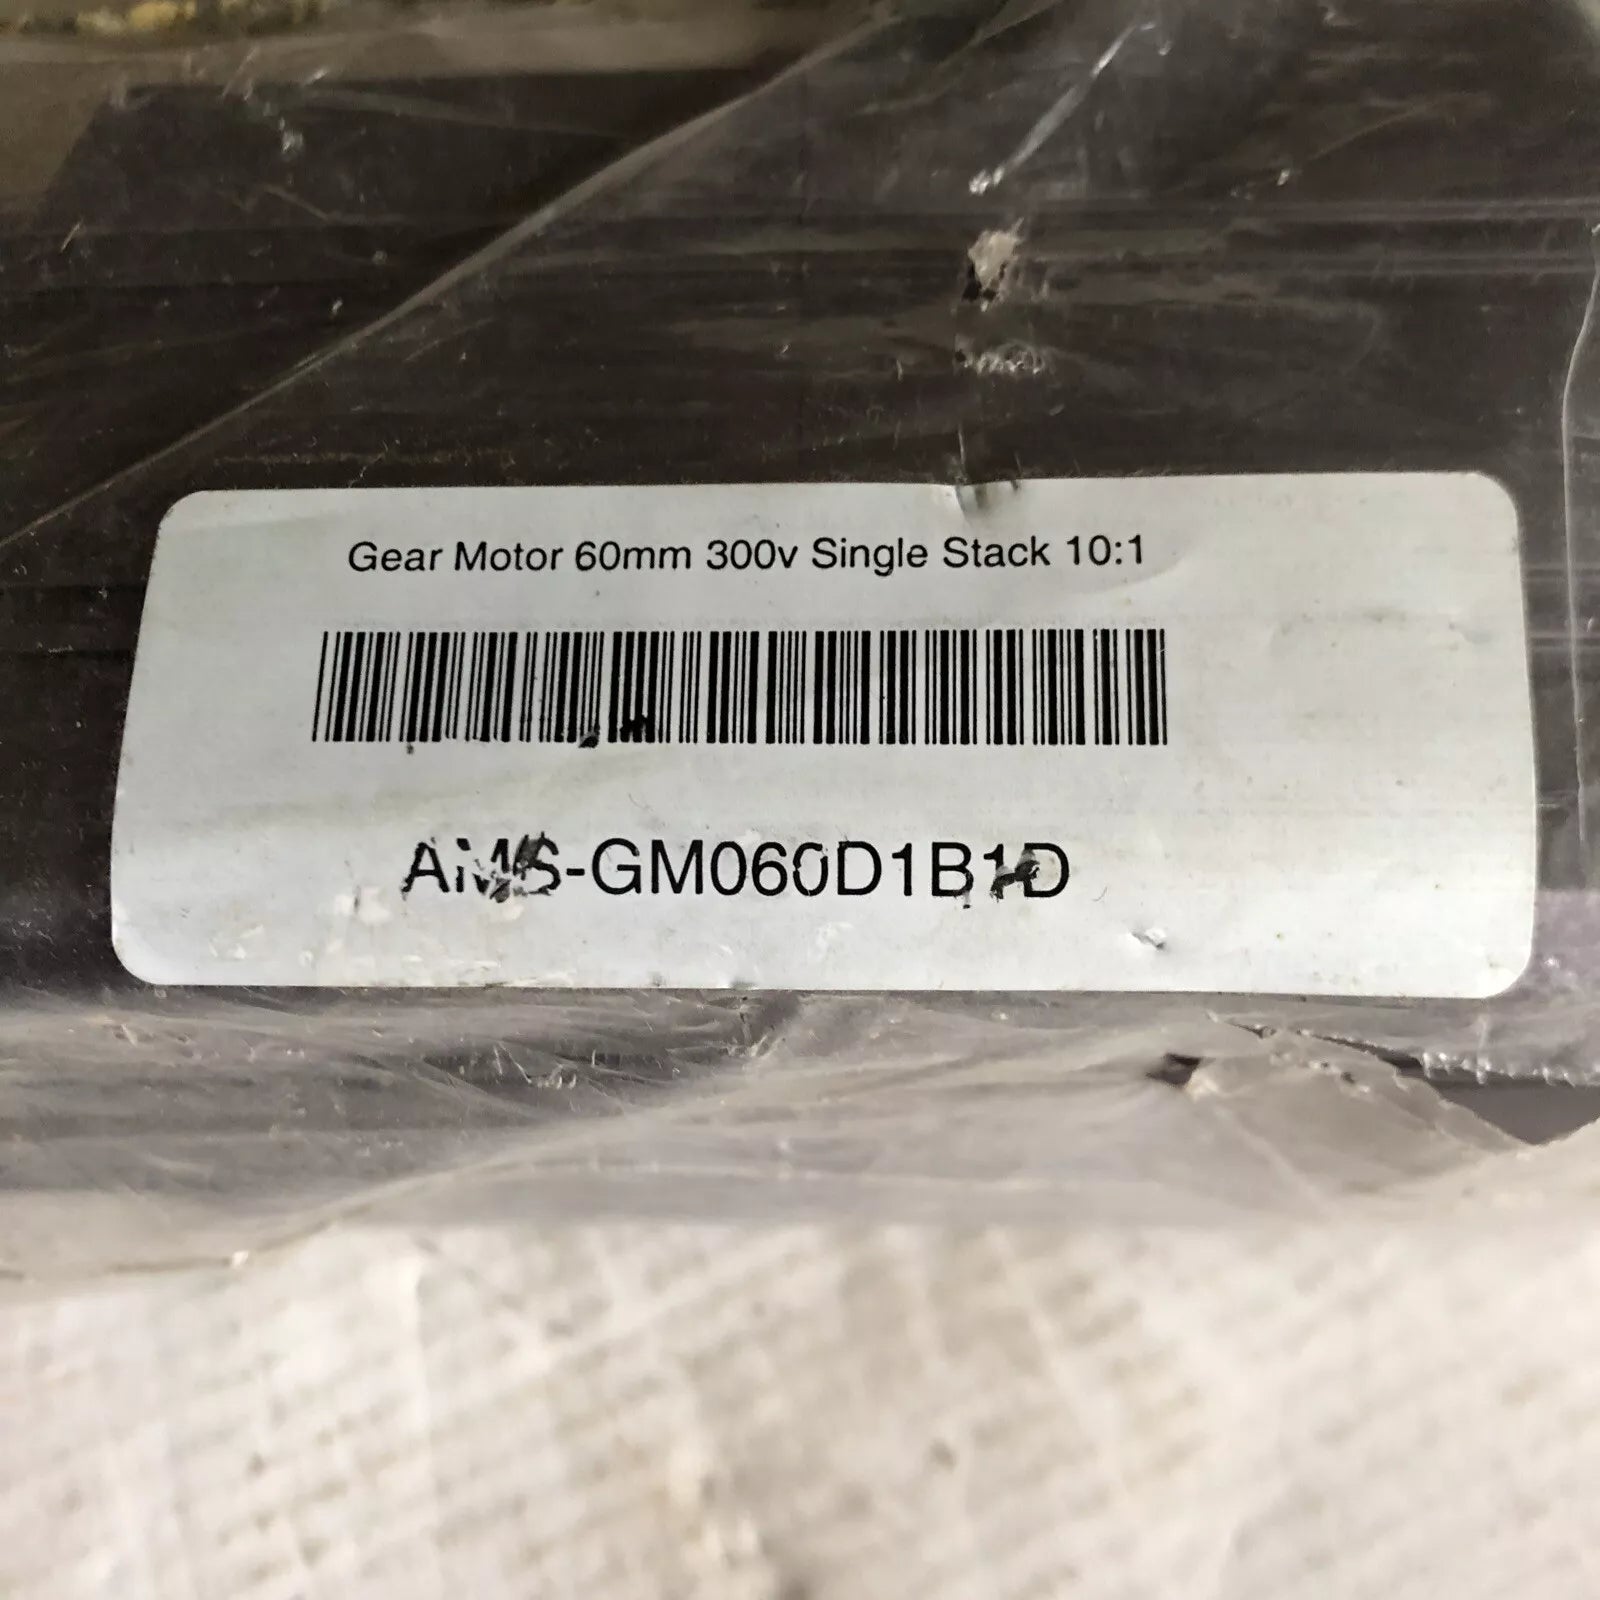 Gear Motor 60mm 300v Single Stack 10:1
AMS-GM060D1B1D